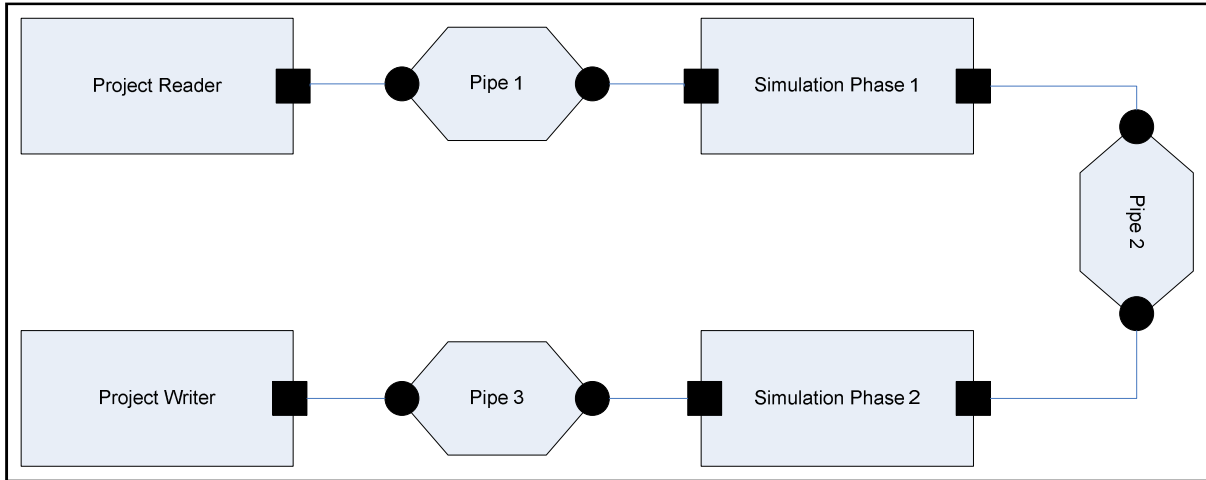 Project Reader
Pipe 1
Simulation Phase 1
Pipe 2
Project Writer
Pipe 3
Simulation Phase 2